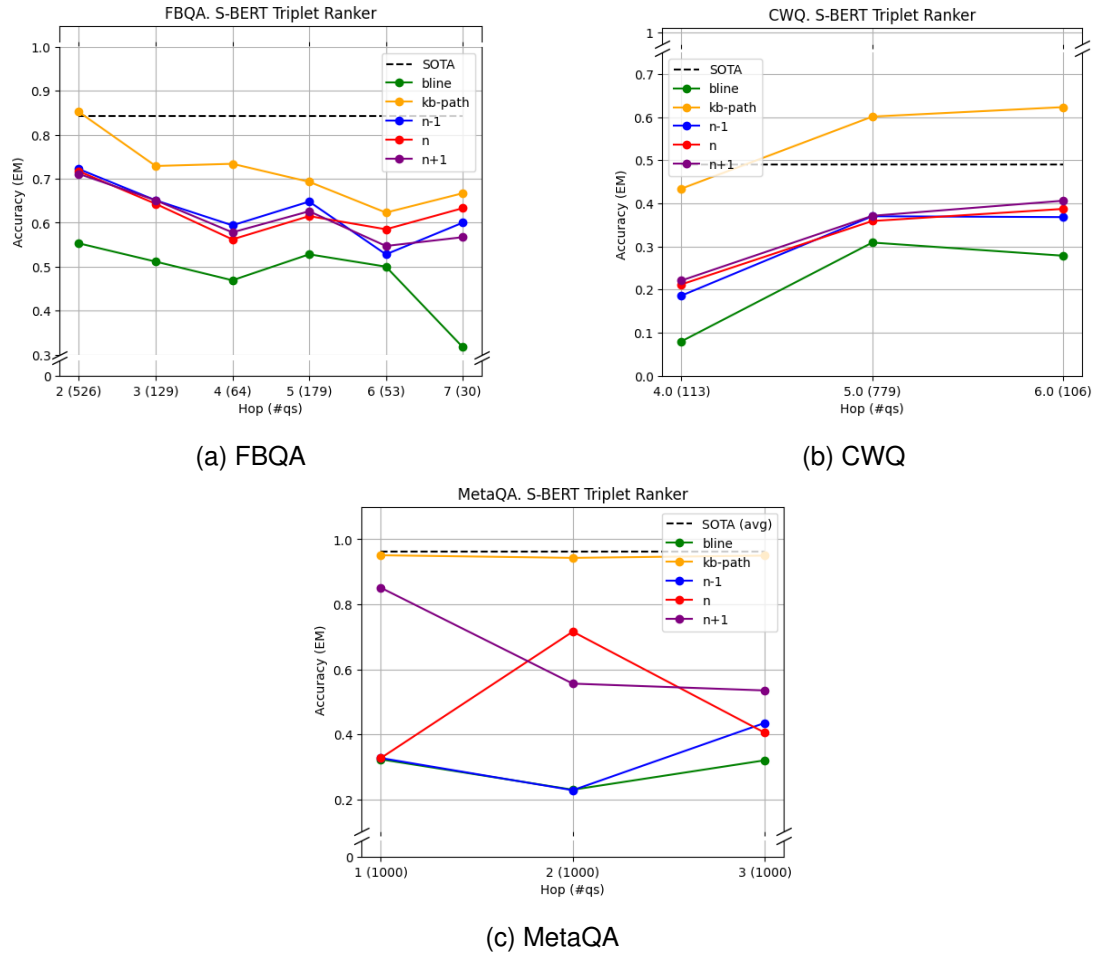 FBQA. S-BERT Triplet Ranker
1.0
0.9
0.8
0.7
0.6
0.5
0.4
0.3
0
Accuracy (EM)
SOTA
bline
kb-path
n-1
n
n+1
2 (526) 3 (129) 4 (64) 5 (179) 6 (53) 7 (30)
Hop (#qs)
(a) FBQA
CWQ. S-BERT Triplet Ranker
1
0.7
0.6
0.5
0.4
0.3
0.2
0.1
0.0
Accuracy (EM)
SOTA
bline
kb-path
n-1
n
n+1
4.0 (113) 5.0 (779) 6.0 (106)
Hop (#qs)
(b) CWQ
MetaQA. S-BERT Triplet Ranker
1.0
0.8
0.6
0.4
0.2
0
Accuracy (EM)
SOTA (avg)
bline
kb-path
n-1
n
n+1
1 (1000) 2 (1000) 3 (1000)
Hop (#qs)
(c) MetaQA